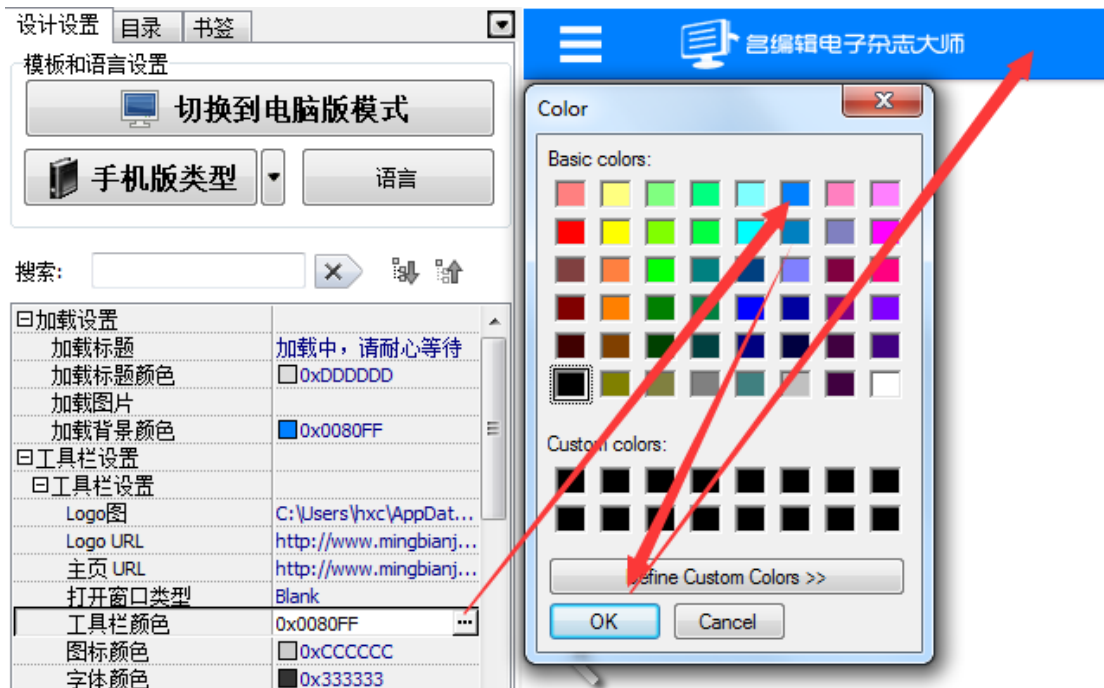 设计设置 目录 书签
模板和语言设置
切换到电脑版模式
手机版类型 语言
搜索:
加载设置
加载标题 加载中，请耐心等待
加载标题颜色 0xDDDDDD
加载图片
加载背景颜色 0x0080FF
工具栏设置
工具栏设置
Logo图 C:\Users\hxc\AppDat...
Logo URL http://www.mingbianj...
主页 URL http://www.mingbianj...
打开窗口类型 Blank
工具栏颜色 0x0080FF ...
图标颜色 0xCCCCCC
字体颜色 0x333333
名编辑电子杂志大师
Color
Basic colors:
Custom colors:
Define Custom Colors >>
OK Cancel